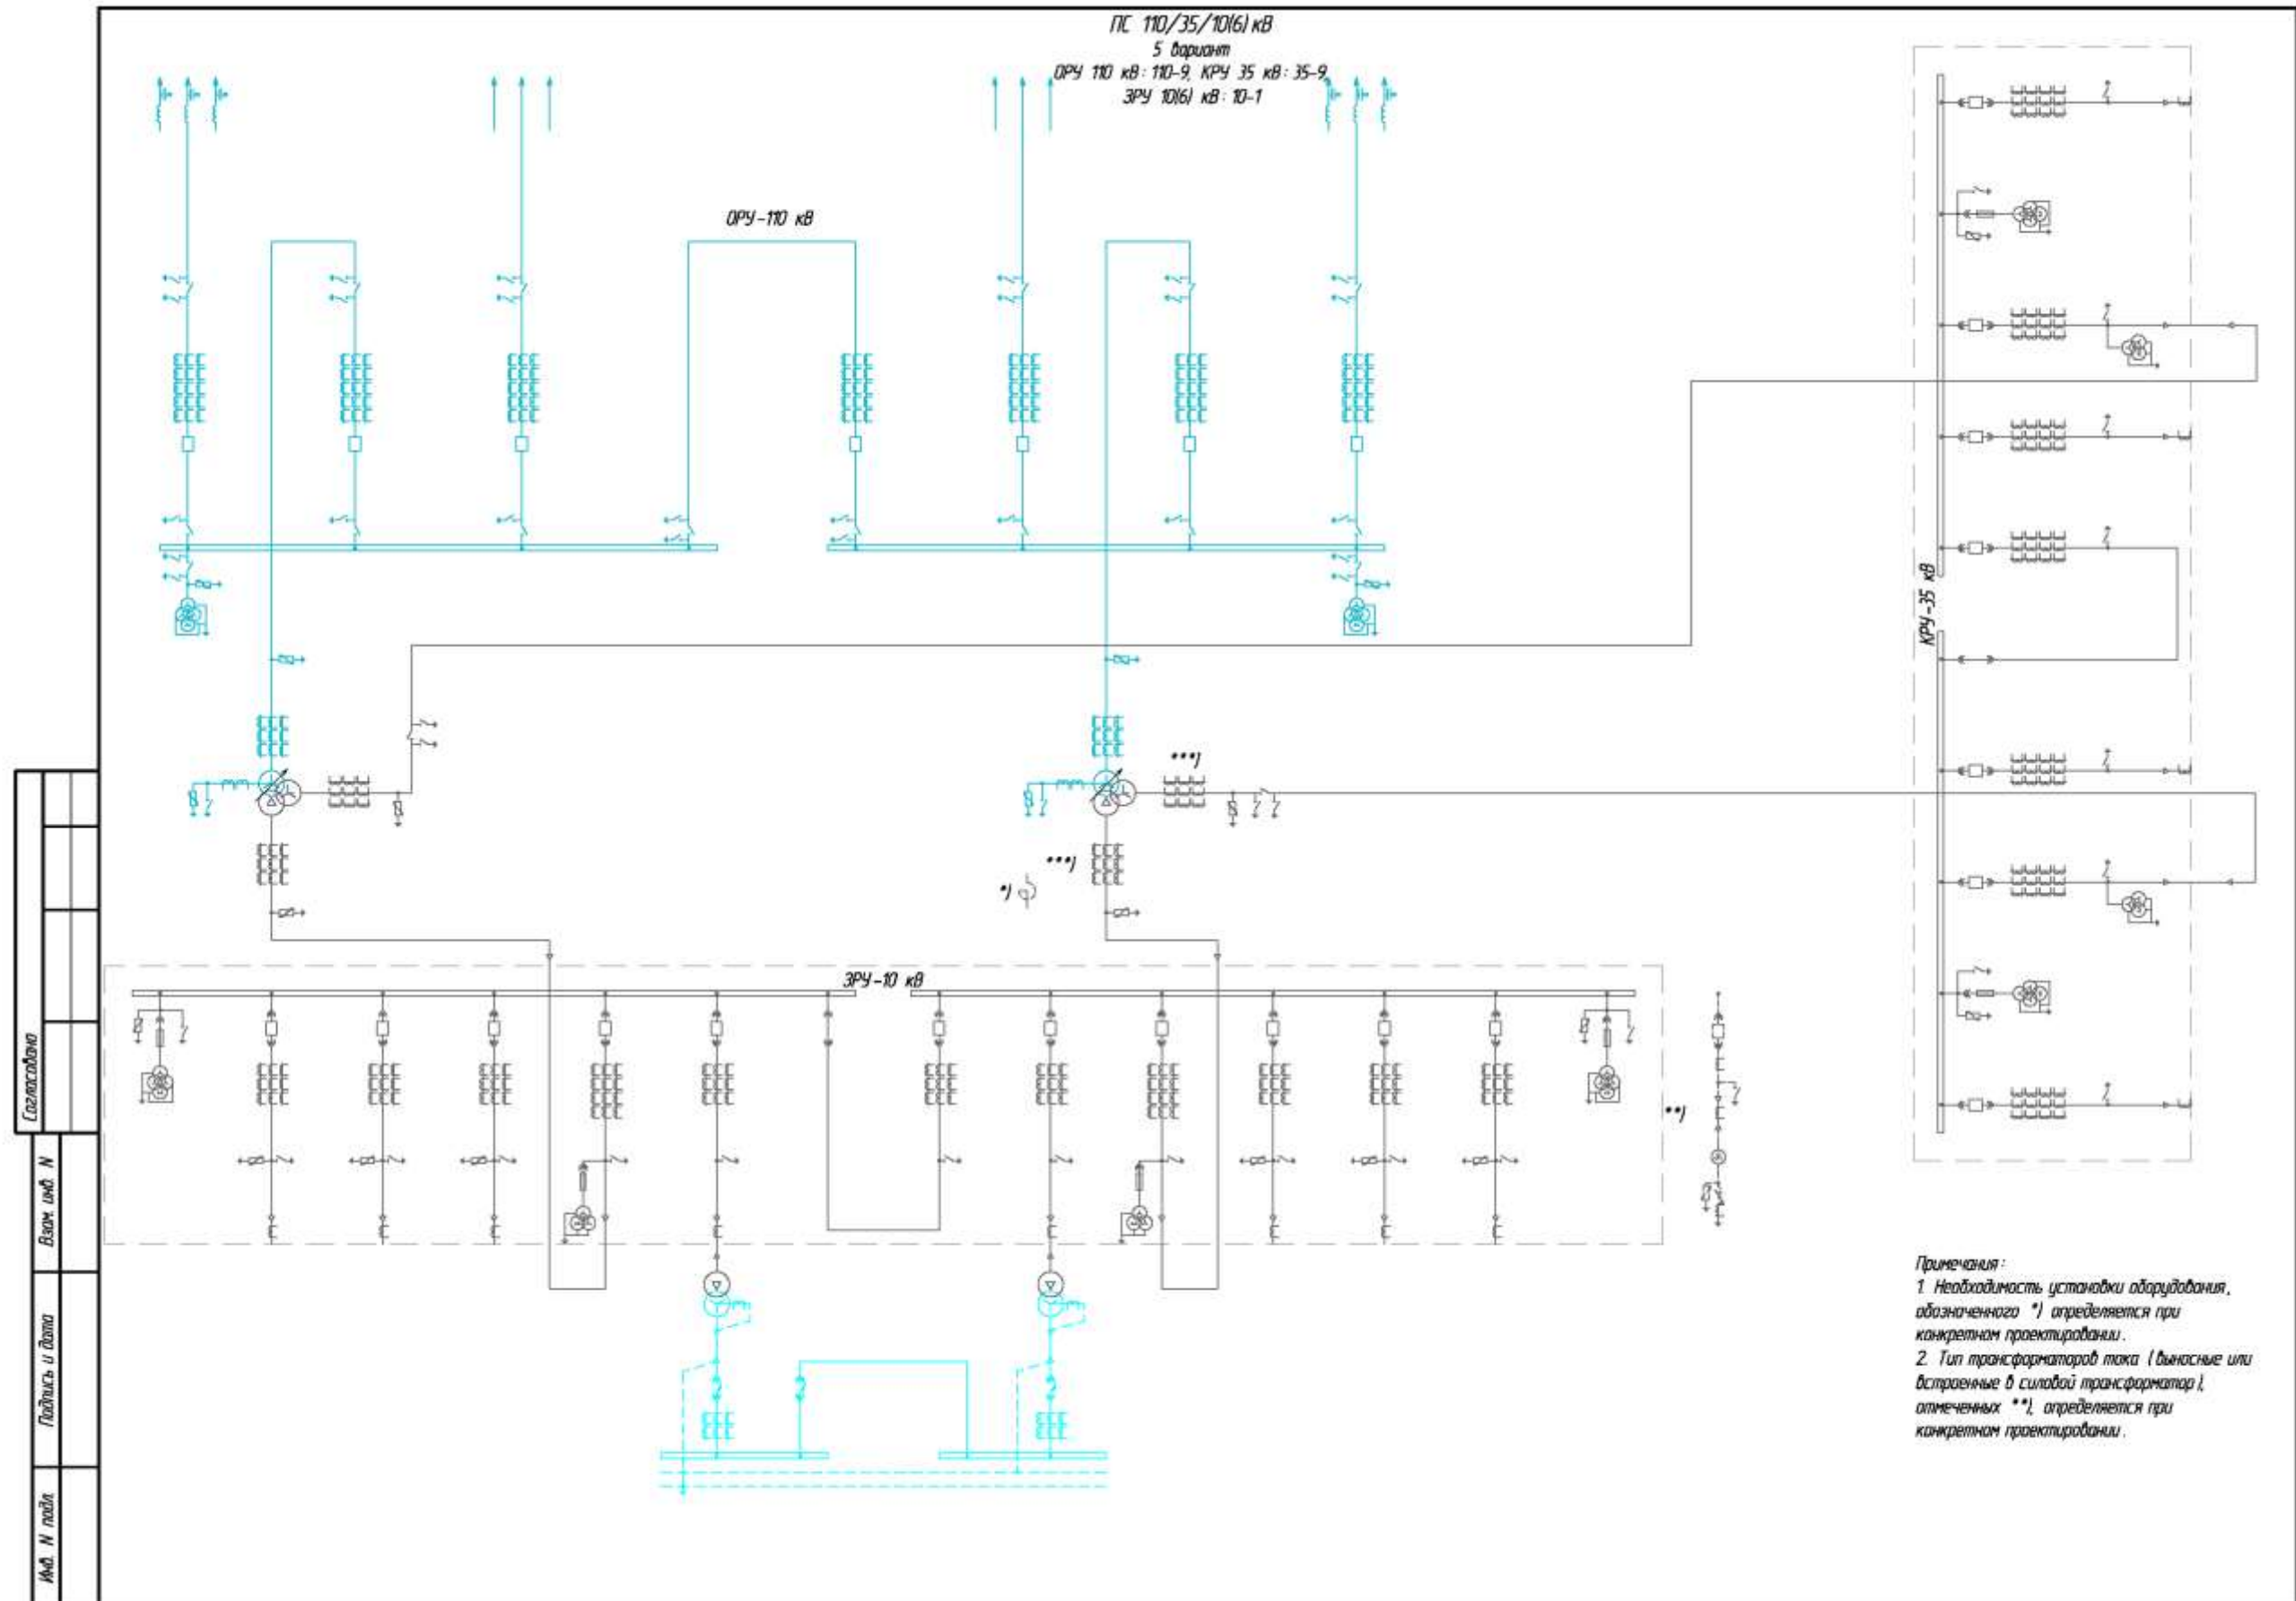 ПС 110/35/10(6) кВ
5 вариант
ОРУ 110 кВ: 110-9, КРУ 35 кВ: 35-9,
ЗРУ 10(6) кВ: 10-1
ОРУ-110 кВ
КРУ-35 кВ
***)
***)
*)
ЗРУ-10 кВ
**)
Примечания:
1. Необходимость установки оборудования,
обозначенного *) определяется при
конкретном проектировании.
2. Тип трансформаторов тока (выносные или
встроенные в силовой трансформатор),
отмеченных **), определяется при
конкретном проектировании.
Согласовано
Взам. инв. N
Подпись и дата
Инв. N подл.